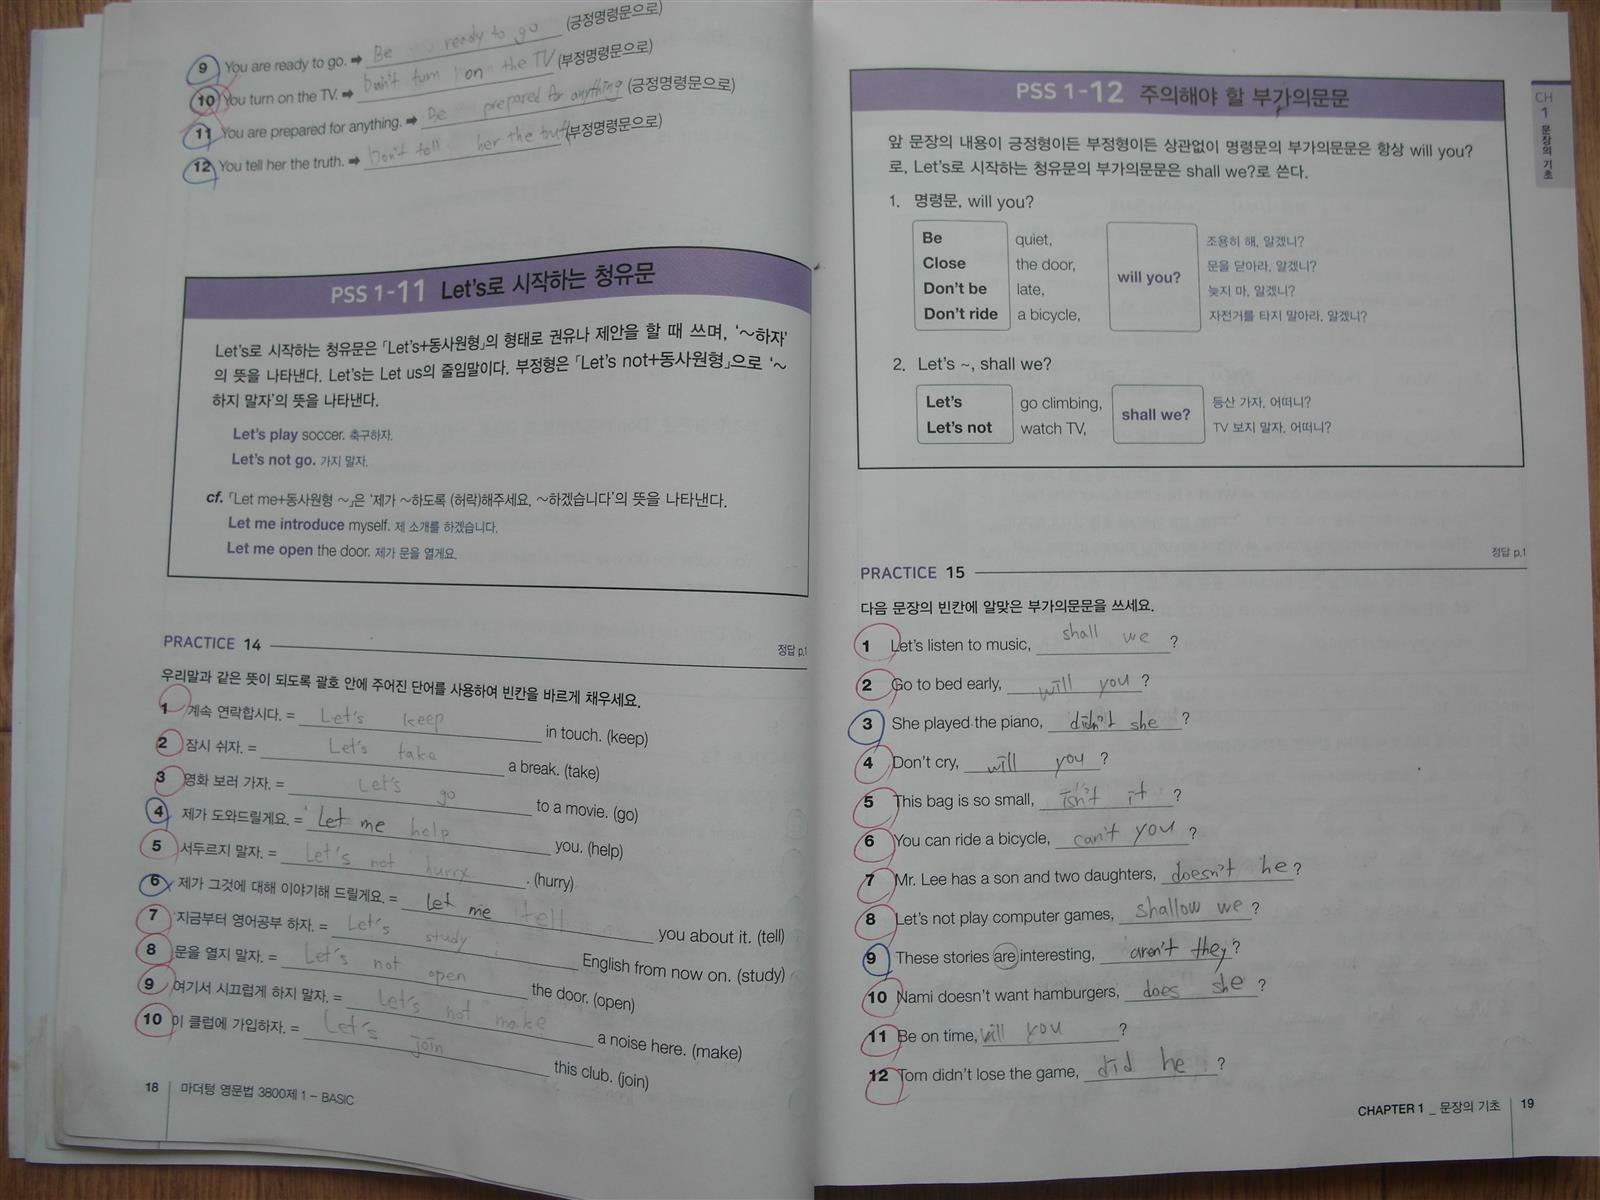 9 You are ready to go. ➡ Be ready to go (긍정명령문으로)
10 You turn on the TV. ➡ Don't turn on the TV (부정명령문으로)
11 You are prepared for anything. ➡ Be prepared for anything (긍정명령문으로)
12 You tell her the truth. ➡ Don't tell her the truth (부정명령문으로)
PSS 1-11 Let's로 시작하는 청유문
Let's로 시작하는 청유문은 「Let's+동사원형」의 형태로 권유나 제안을 할 때 쓰며, '～하자'
의 뜻을 나타낸다. Let's는 Let us의 줄임말이다. 부정형은 「Let's not+동사원형」으로 '～
하지 말자'의 뜻을 나타낸다.
Let's play soccer. 축구하자.
Let's not go. 가지 말자.
cf. 「Let me+동사원형 ～」은 '제가 ～하도록 (허락)해주세요, ～하겠습니다'의 뜻을 나타낸다.
Let me introduce myself. 제 소개를 하겠습니다.
Let me open the door. 제가 문을 열게요.
PRACTICE 14 정답 p.1
우리말과 같은 뜻이 되도록 괄호 안에 주어진 단어를 사용하여 빈칸을 바르게 채우세요.
1 계속 연락합시다. = Let's keep in touch. (keep)
2 잠시 쉬자. = Let's take a break. (take)
3 영화 보러 가자. = Let's go to a movie. (go)
4 제가 도와드릴게요. = Let me help you. (help)
5 서두르지 말자. = Let's not hurry . (hurry)
6 제가 그것에 대해 이야기해 드릴게요. = Let me tell you about it. (tell)
7 지금부터 영어공부 하자. = Let's study English from now on. (study)
8 문을 열지 말자. = Let's not open the door. (open)
9 여기서 시끄럽게 하지 말자. = Let's not make a noise here. (make)
10 이 클럽에 가입하자. = Let's join this club. (join)
18 마더텅 영문법 3800제 1 – BASIC
PSS 1-12 주의해야 할 부가의문문
앞 문장의 내용이 긍정형이든 부정형이든 상관없이 명령문의 부가의문문은 항상 will you?
로, Let's로 시작하는 청유문의 부가의문문은 shall we?로 쓴다.
1. 명령문, will you?
Be quiet, 조용히 해, 알겠니?
Close the door, 문을 닫아라, 알겠니?
will you?
Don't be late, 늦지 마, 알겠니?
Don't ride a bicycle, 자전거를 타지 말아라, 알겠니?
2. Let's ~, shall we?
Let's go climbing, 등산 가자, 어떠니?
shall we?
Let's not watch TV, TV 보지 말자, 어떠니?
정답 p.1
PRACTICE 15
다음 문장의 빈칸에 알맞은 부가의문문을 쓰세요.
1 Let's listen to music, shall we ?
2 Go to bed early, will you ?
3 She played the piano, didn't she ?
4 Don't cry, will you ?
5 This bag is so small, isn't it ?
6 You can ride a bicycle, can't you ?
7 Mr. Lee has a son and two daughters, doesn't he ?
8 Let's not play computer games, shallow we ?
9 These stories are interesting, aren't they ?
10 Nami doesn't want hamburgers, does she ?
11 Be on time, will you ?
12 Tom didn't lose the game, did he ?
CHAPTER 1 _ 문장의 기초 19
CH
1
문장의 기초